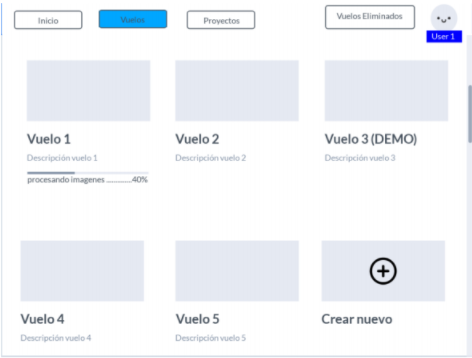 Inicio
Vuelos
Proyectos
Vuelos Eliminados
User 1
Vuelo 1
Vuelo 2
Vuelo 3 (DEMO)
Descripción vuelo 1
Descripción vuelo 2
Descripción vuelo 3
procesando imagenes ............40%
Vuelo 4
Vuelo 5
Crear nuevo
Descripción vuelo 4
Descripción vuelo 5